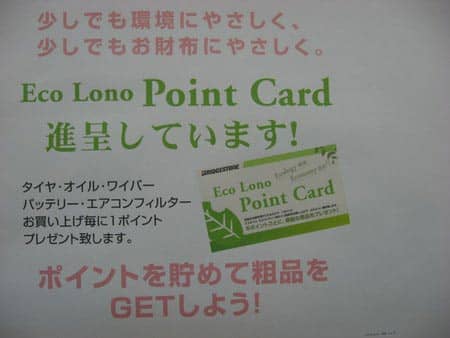 少しでも環境にやさしく、
少しでもお財布にやさしく。
Eco Lono Point Card
進呈しています!
タイヤ・オイル・ワイパー
バッテリー・エアコンフィルター
お買い上げ毎に1ポイント
プレゼント致します。
BRIDGESTONE
Ecology and
Economy for
Eco Lono
Point Card
ポイントを貯めて粗品を
GETしよう!